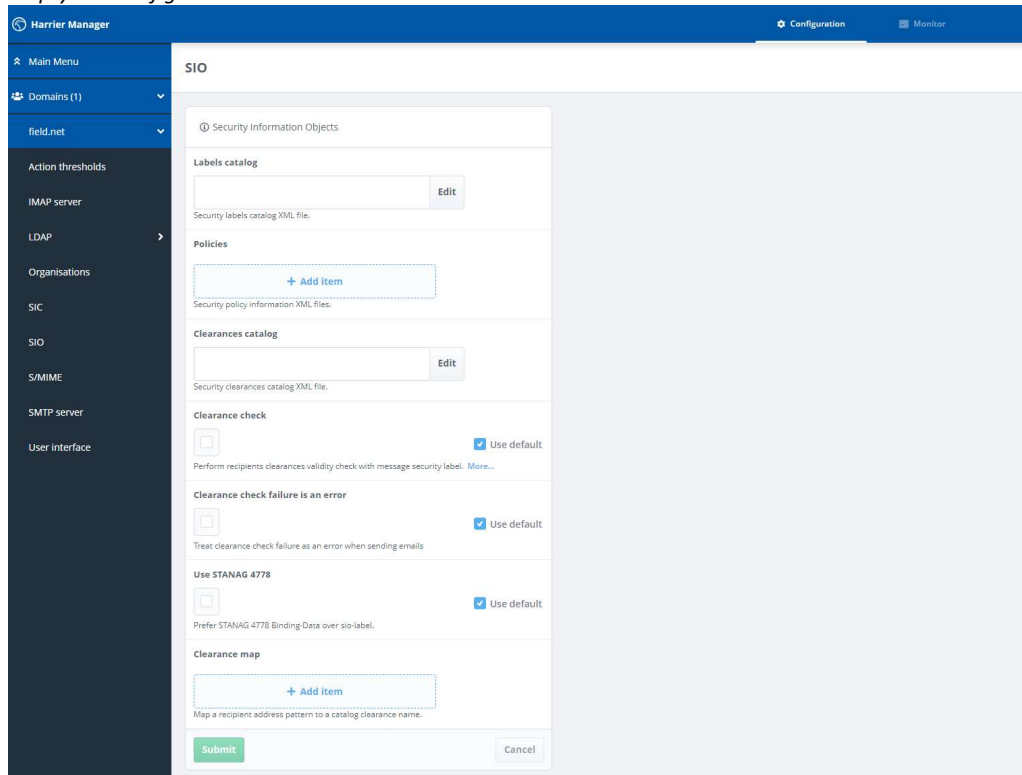 Harrier Manager
Configuration
Monitor
Main Menu
SIO
Domains (1)
field.net
Action thresholds
IMAP server
LDAP
Organisations
SIC
SIO
S/MIME
SMTP server
User interface
Security Information Objects
Labels catalog
Edit
Security labels catalog XML file.
Policies
+ Add item
Security policy information XML files.
Clearances catalog
Edit
Security clearances catalog XML file.
Clearance check
Use default
Perform recipients clearances validity check with message security label. More...
Clearance check failure is an error
Use default
Treat clearance check failure as an error when sending emails
Use STANAG 4778
Use default
Prefer STANAG 4778 Binding-Data over sio-label.
Clearance map
+ Add item
Map a recipient address pattern to a catalog clearance name.
Submit
Cancel